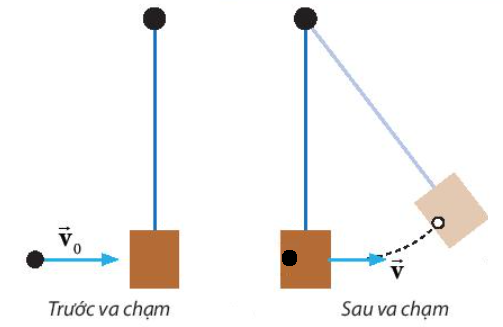 v⃗₀
v⃗
Trước va chạm
Sau va chạm